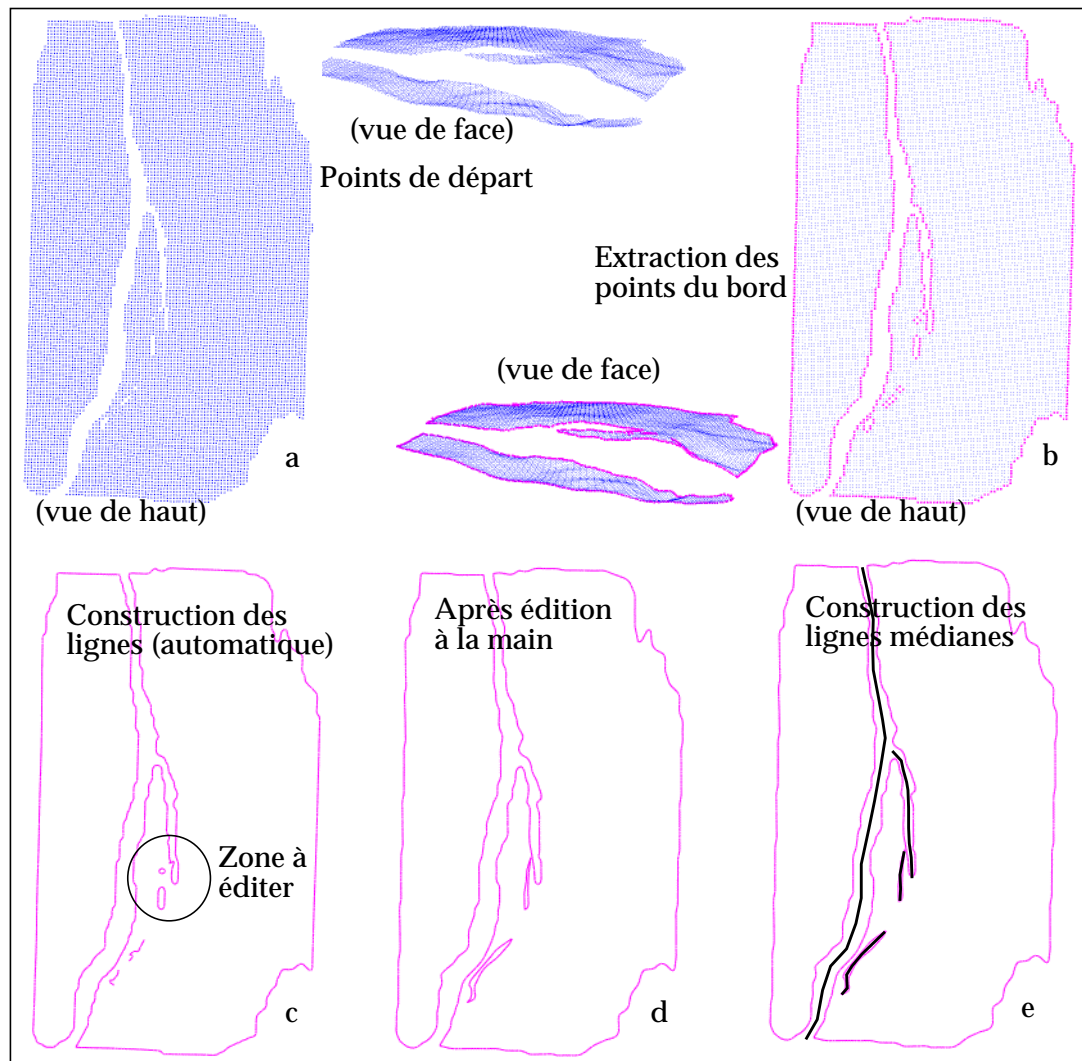 (vue de face)
Points de départ
Extraction des
points du bord
(vue de face)
a
b
(vue de haut)
(vue de haut)
Construction des
lignes (automatique)
Après édition
à la main
Construction des
lignes médianes
Zone à
éditer
c
d
e